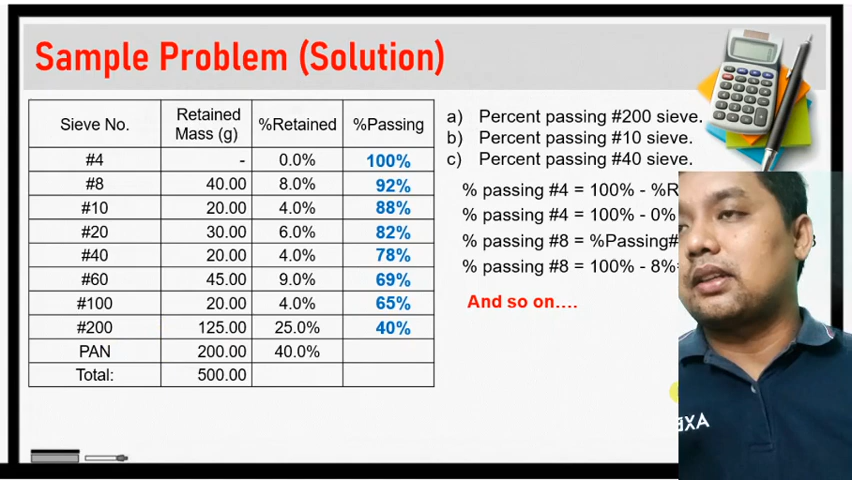 Sample Problem (Solution)
Sieve No. Retained Mass (g) %Retained %Passing
#4 - 0.0% 100%
#8 40.00 8.0% 92%
#10 20.00 4.0% 88%
#20 30.00 6.0% 82%
#40 20.00 4.0% 78%
#60 45.00 9.0% 69%
#100 20.00 4.0% 65%
#200 125.00 25.0% 40%
PAN 200.00 40.0%
Total: 500.00
a) Percent passing #200 sieve.
b) Percent passing #10 sieve.
c) Percent passing #40 sieve.
% passing #4 = 100% - %R
% passing #4 = 100% - 0%
% passing #8 = %Passing#
% passing #8 = 100% - 8%
And so on....